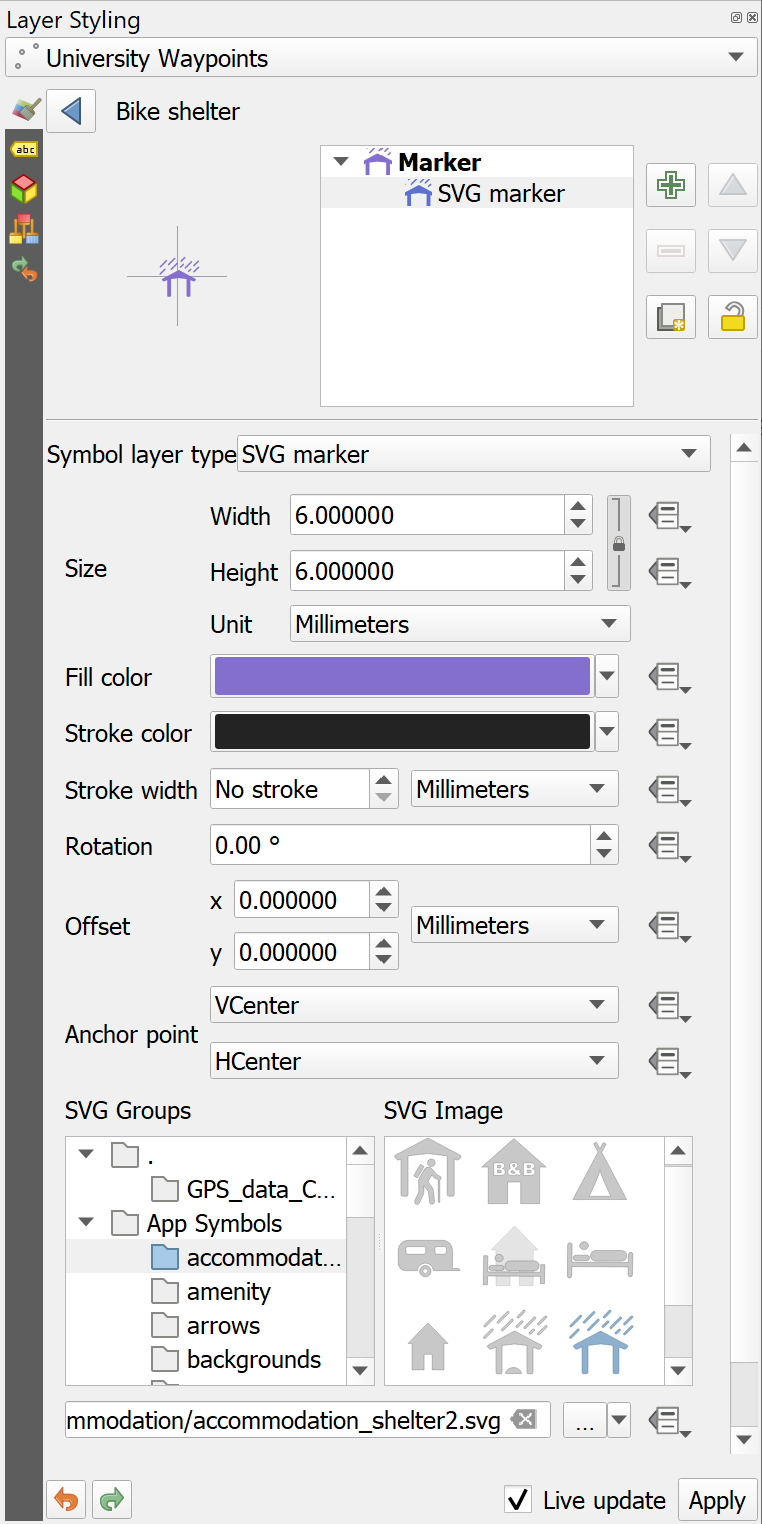 Layer Styling
University Waypoints
Bike shelter
abc
Marker
SVG marker
Symbol layer type SVG marker
Width 6.000000
Size
Height 6.000000
Unit Millimeters
Fill color
Stroke color
Stroke width No stroke Millimeters
Rotation 0.00 °
x 0.000000
Offset Millimeters
y 0.000000
VCenter
Anchor point
HCenter
SVG Groups SVG Image
.
GPS_data_C...
App Symbols
accommodat...
amenity
arrows
backgrounds
B&B
mmodation/accommodation_shelter2.svg ...
Live update Apply